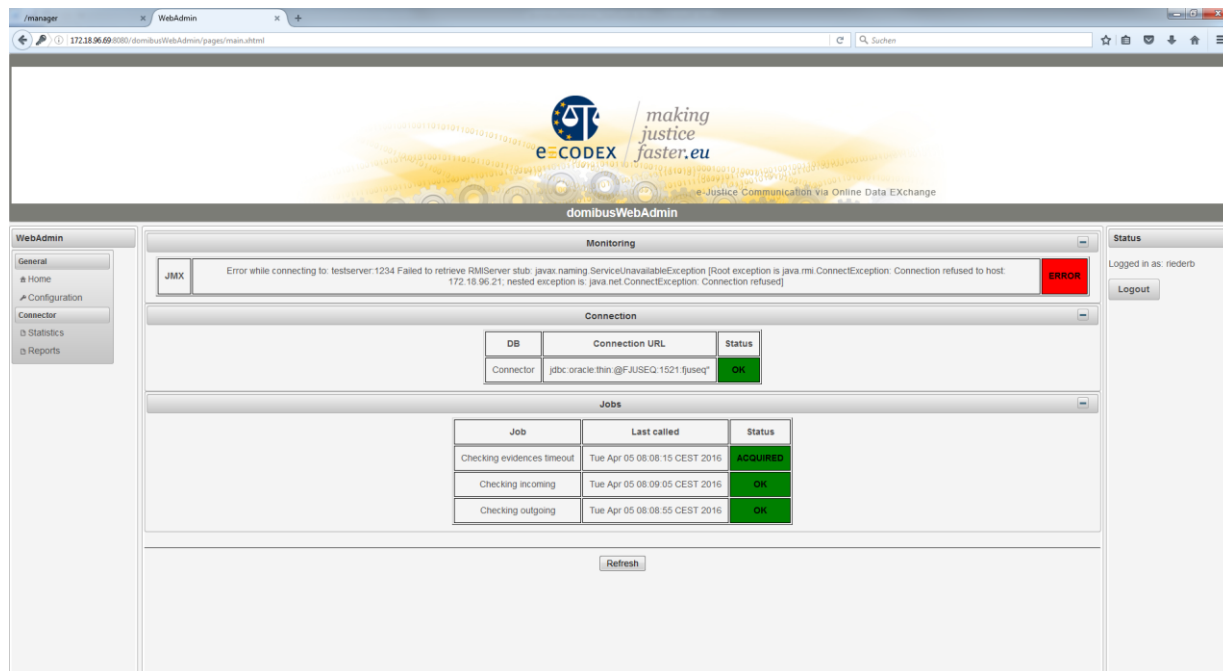 /manager
WebAdmin
172.18.96.69:8080/domibusWebAdmin/pages/main.xhtml
Suchen
e-CODEX
making
justice
faster.eu
e-Justice Communication via Online Data EXchange
domibusWebAdmin
WebAdmin
General
Home
Configuration
Connector
Statistics
Reports
Monitoring
JMX
Error while connecting to: testserver:1234 Failed to retrieve RMIServer stub: javax.naming.ServiceUnavailableException [Root exception is java.rmi.ConnectException: Connection refused to host:
172.18.96.21; nested exception is: java.net.ConnectException: Connection refused]
ERROR
Connection
DB Connection URL Status
Connector jdbc:oracle:thin:@FJUSEQ:1521:fjuseq" OK
Jobs
Job Last called Status
Checking evidences timeout Tue Apr 05 08:08:15 CEST 2016 ACQUIRED
Checking incoming Tue Apr 05 08:09:05 CEST 2016 OK
Checking outgoing Tue Apr 05 08:08:55 CEST 2016 OK
Refresh
Status
Logged in as: riederb
Logout